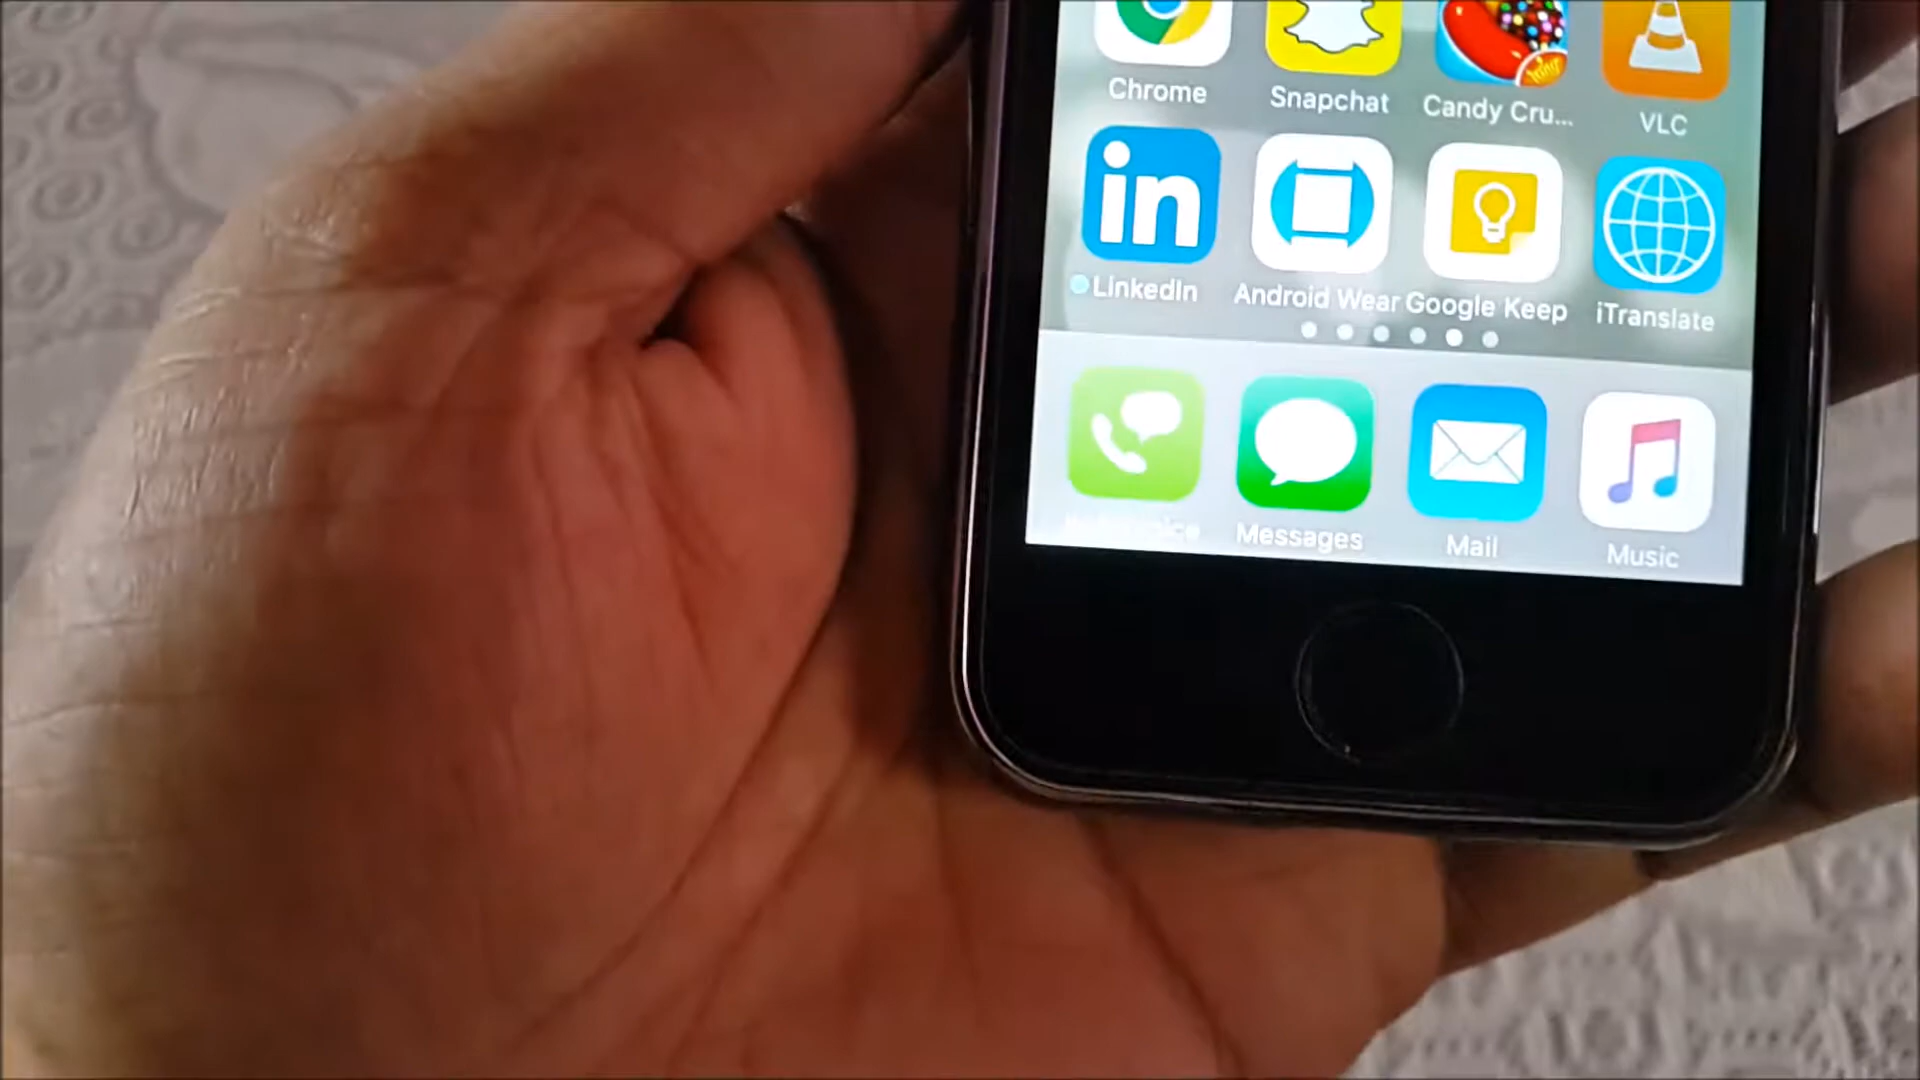 Chrome Snapchat Candy Cru... VLC
in
LinkedIn Android Wear Google Keep iTranslate
Messages Mail Music